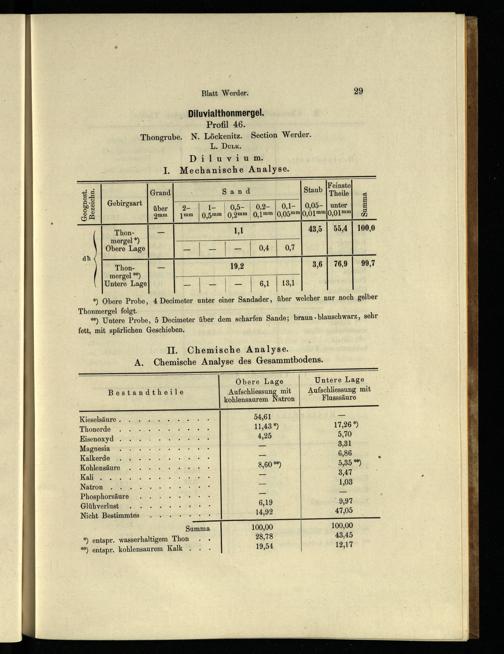 Blatt Werder. 29
Diluvialthonmergel.
Profil 46.
Thongrube. N. Löckenitz. Section Werder.
L. Dulk.
Diluvium.
I. Mechanische Analyse.
Geognost. Bezeichn. Gebirgsart Grand über 2mm Sand 2–1mm 1–0,5mm 0,5–0,2mm 0,2–0,1mm 0,1–0,05mm Staub 0,05–0,01mm Feinste Theile unter 0,01mm Summa
dh Thonmergel *) Obere Lage — 1,1 43,5 55,4 100,0
— — — 0,4 0,7
Thonmergel **) Untere Lage — 19,2 3,6 76,9 99,7
— — — 6,1 13,1
*) Obere Probe, 4 Decimeter unter einer Sandader, über welcher nur noch gelber
Thonmergel folgt.
**) Untere Probe, 5 Decimeter über dem scharfen Sande; braun-blauschwarz, sehr
fett, mit spärlichen Geschieben.
II. Chemische Analyse.
A. Chemische Analyse des Gesammtbodens.
Bestandtheile Obere Lage Aufschliessung mit kohlensaurem Natron Untere Lage Aufschliessung mit Flusssäure
Kieselsäure . . . . . . . . . . 54,61 —
Thonerde . . . . . . . . . . 11,43 *) 17,26 *)
Eisenoxyd . . . . . . . . . . 4,25 5,70
Magnesia . . . . . . . . . . — 3,31
Kalkerde . . . . . . . . . . — 6,86
Kohlensäure . . . . . . . . . 8,60 **) 5,35 **)
Kali . . . . . . . . . . . . — 3,47
Natron . . . . . . . . . . . — 1,03
Phosphorsäure . . . . . . . . — —
Glühverlust . . . . . . . . . 6,19 9,97
Nicht Bestimmtes . . . . . . . 14,92 47,05
Summa 100,00 100,00
*) entspr. wasserhaltigem Thon . . 28,78 43,45
**) entspr. kohlensaurem Kalk . . . 19,54 12,17